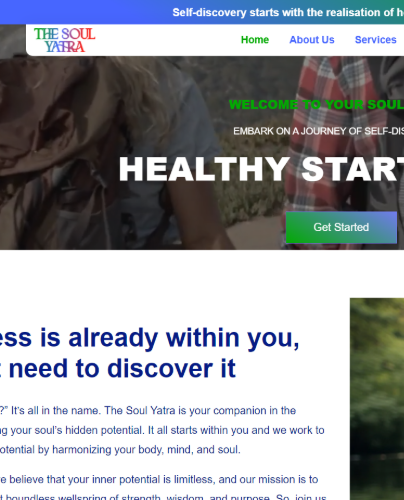 Self-discovery starts with the realisation of
THE SOUL
YATRA
Home About Us Services
WELCOME TO YOUR SOUL
EMBARK ON A JOURNEY OF SELF-DIS
HEALTHY START
Get Started
ess is already within you,
t need to discover it
?" It's all in the name. The Soul Yatra is your companion in the
ng your soul's hidden potential. It all starts within you and we work to
potential by harmonizing your body, mind, and soul.
ve believe that your inner potential is limitless, and our mission is to
t boundless wellspring of strength, wisdom, and purpose. So, join us